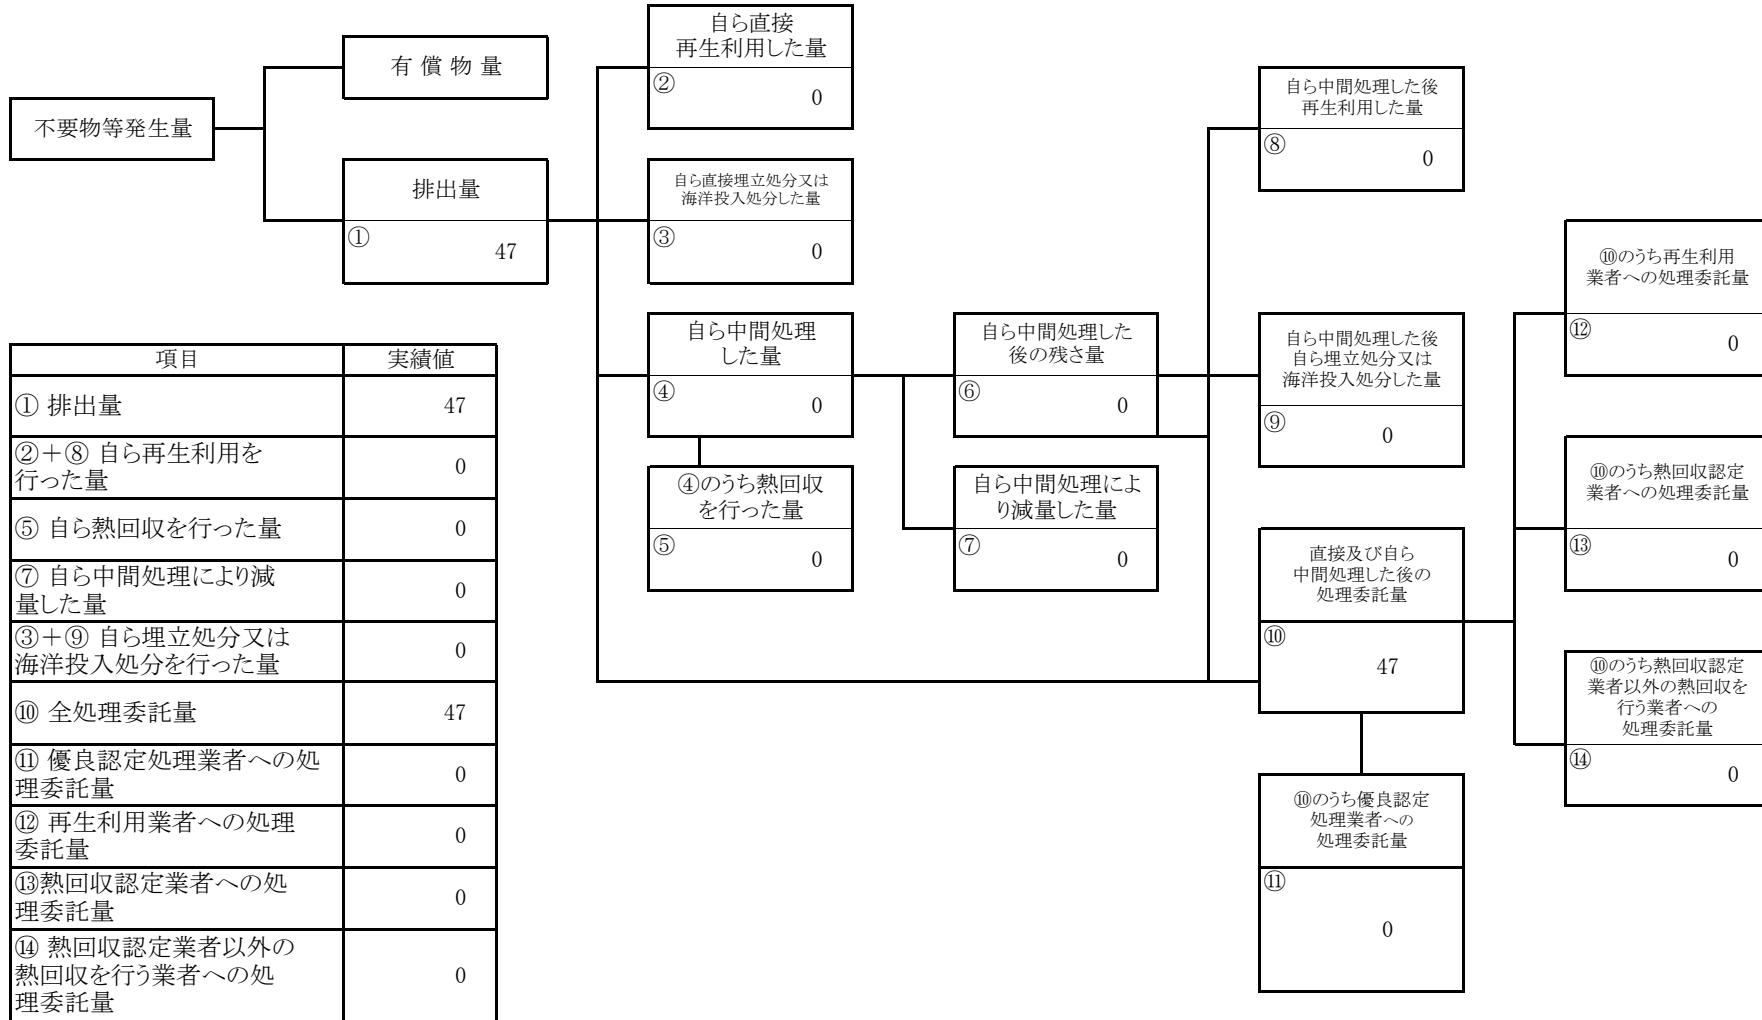 不要物等発生量
有 償 物 量
排出量
①
47
自ら直接
再生利用した量
②
0
自ら直接埋立処分又は
海洋投入処分した量
③
0
自ら中間処理
した量
④
0
④のうち熱回収
を行った量
⑤
0
自ら中間処理した
後の残さ量
⑥
0
自ら中間処理によ
り減量した量
⑦
0
自ら中間処理した後
再生利用した量
⑧
0
自ら中間処理した後
自ら埋立処分又は
海洋投入処分した量
⑨
0
直接及び自ら
中間処理した後の
処理委託量
⑩
47
⑩のうち優良認定
処理業者への
処理委託量
⑪
0
⑩のうち再生利用
業者への処理委託量
⑫
0
⑩のうち熱回収認定
業者への処理委託量
⑬
0
⑩のうち熱回収認定
業者以外の熱回収を
行う業者への
処理委託量
⑭
0
項目 実績値
① 排出量 47
②＋⑧ 自ら再生利用を
行った量 0
⑤ 自ら熱回収を行った量 0
⑦ 自ら中間処理により減
量した量 0
③＋⑨ 自ら埋立処分又は
海洋投入処分を行った量 0
⑩ 全処理委託量 47
⑪ 優良認定処理業者への処
理委託量 0
⑫ 再生利用業者への処理
委託量 0
⑬熱回収認定業者への処
理委託量 0
⑭ 熱回収認定業者以外の
熱回収を行う業者への処
理委託量 0